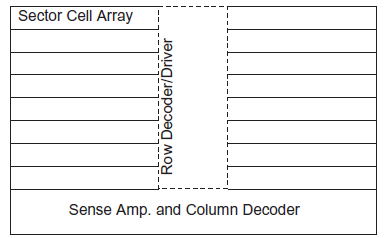 Sector Cell Array
Row Decoder/Driver
Sense Amp. and Column Decoder